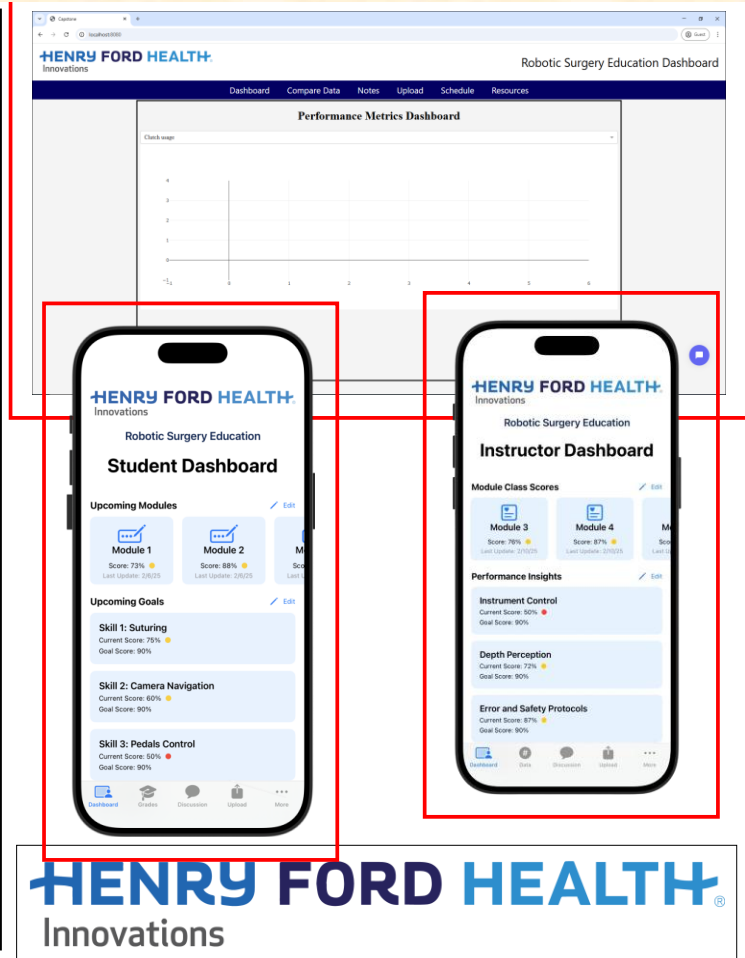 Capstone
localhost:3000
Guest
HENRY FORD HEALTH®
Innovations
Robotic Surgery Education Dashboard
Dashboard Compare Data Notes Upload Schedule Resources
Performance Metrics Dashboard
Clutch usage
4
3
2
1
0
−1
−1 0 1 2 3 4 5 6
HENRY FORD HEALTH
Innovations
Robotic Surgery Education
Student Dashboard
Upcoming Modules Edit
Module 1 Module 2 M
Score: 73% Score: 88% Sco
Last Update: 2/6/25 Last Update: 2/6/25 Last U
Upcoming Goals Edit
Skill 1: Suturing
Current Score: 75%
Goal Score: 90%
Skill 2: Camera Navigation
Current Score: 60%
Goal Score: 90%
Skill 3: Pedals Control
Current Score: 50%
Goal Score: 90%
Dashboard Grades Discussion Upload More
HENRY FORD HEALTH
Innovations
Robotic Surgery Education
Instructor Dashboard
Module Class Scores Edit
Module 3 Module 4 M
Score: 76% Score: 87% Sco
Last Update: 2/10/25 Last Update: 2/10/25 Last U
Performance Insights Edit
Instrument Control
Current Score: 50%
Goal Score: 90%
Depth Perception
Current Score: 72%
Goal Score: 90%
Error and Safety Protocols
Current Score: 87%
Goal Score: 90%
Dashboard Data Discussion Upload More
HENRY FORD HEALTH®
Innovations